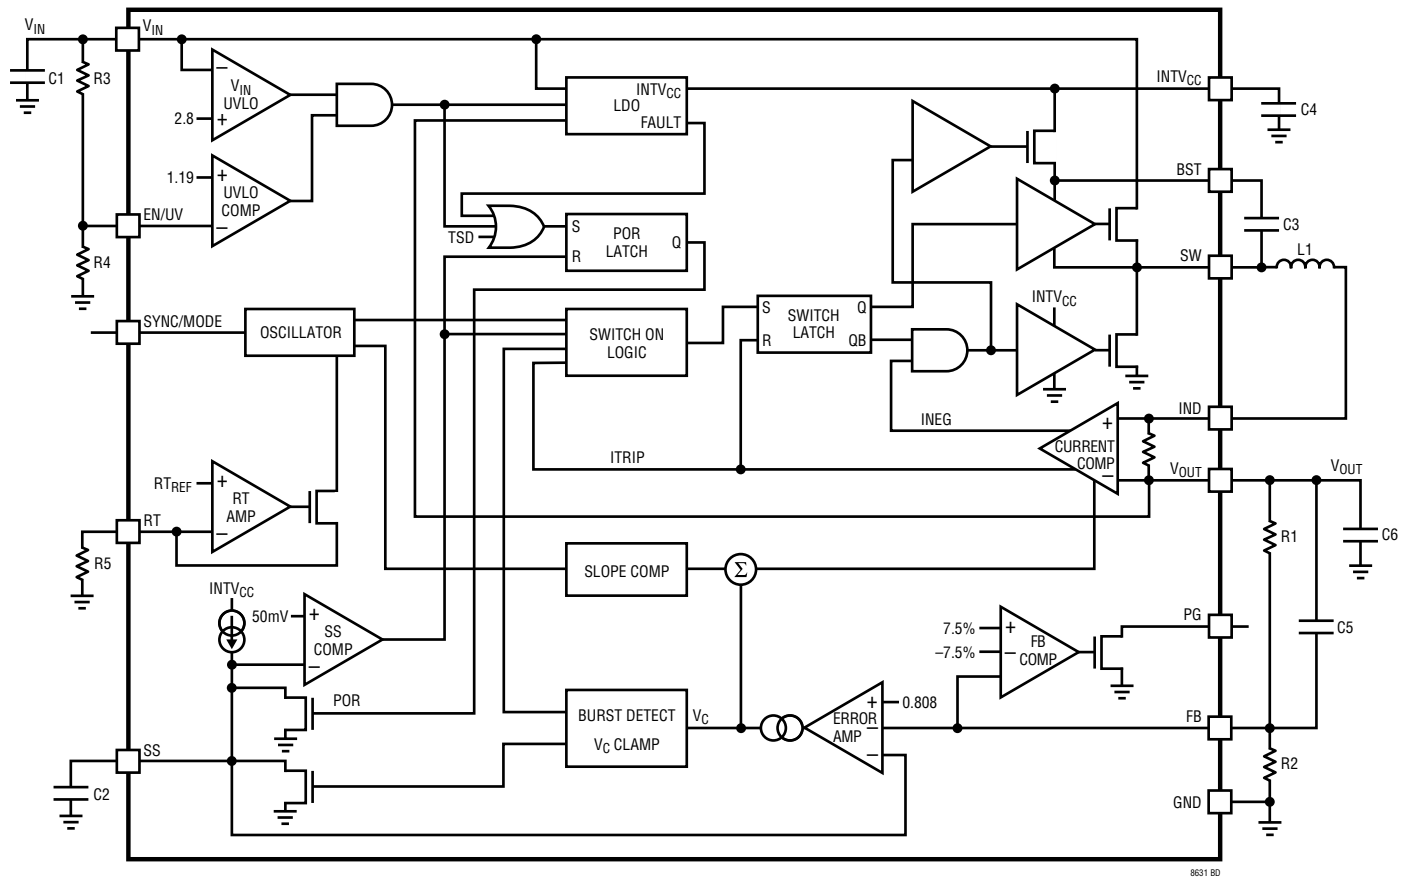 VIN
VIN
C1
R3
−
VIN
UVLO
2.8
+
1.19
+
UVLO
COMP
−
EN/UV
R4
INTVCC
LDO
FAULT
TSD
S
POR
LATCH
Q
R
SYNC/MODE
OSCILLATOR
SWITCH ON
LOGIC
S
SWITCH
LATCH
Q
R
QB
INTVCC
INTVCC
C4
BST
C3
SW
L1
IND
INEG
+
CURRENT
COMP
−
ITRIP
VOUT
VOUT
R1
C6
RTREF
+
RT
AMP
−
RT
R5
SLOPE COMP
Σ
INTVCC
50mV
+
SS
COMP
−
POR
7.5%
+
−7.5%
−
FB
COMP
PG
C5
BURST DETECT
VC CLAMP
VC
+
0.808
ERROR
AMP
−
−
FB
SS
C2
R2
GND
8631 BD